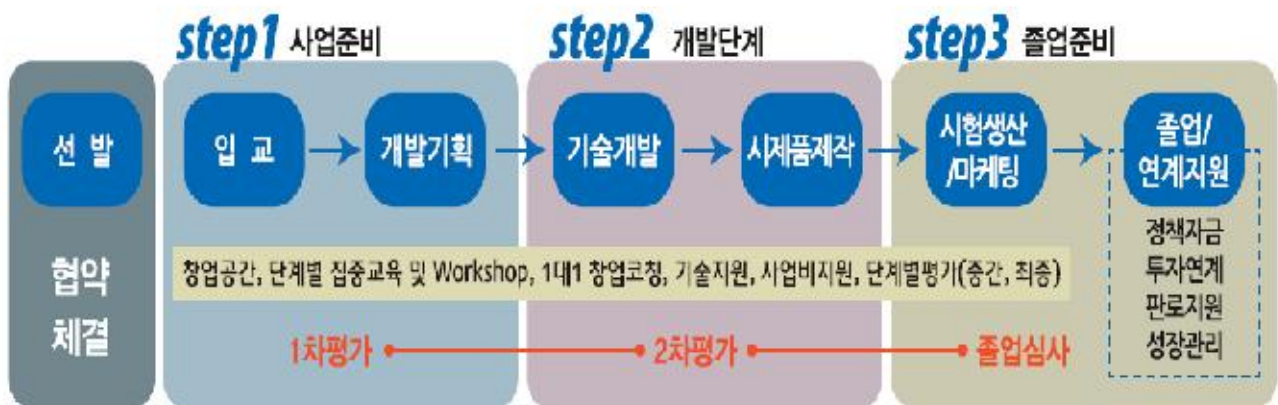 step1 사업준비
step2 개발단계
step3 졸업준비
선 발
협약
체결
입 교
개발기획
기술개발
시제품제작
시험생산
/마케팅
졸업/
연계지원
정책자금
투자연계
판로지원
성장관리
창업공간, 단계별 집중교육 및 Workshop, 1대1 창업코칭, 기술지원, 사업비지원, 단계별평가(중간, 최종)
1차평가
2차평가
졸업심사